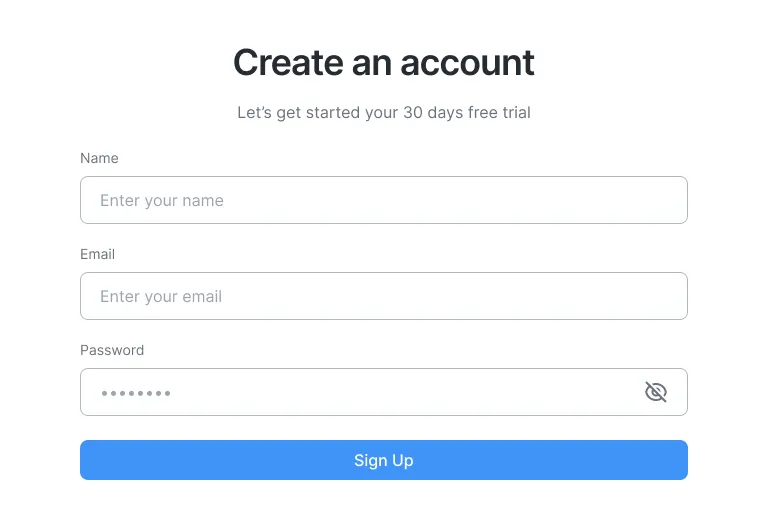 Create an account
Let’s get started your 30 days free trial
Name
Enter your name
Email
Enter your email
Password
••••••••
Sign Up